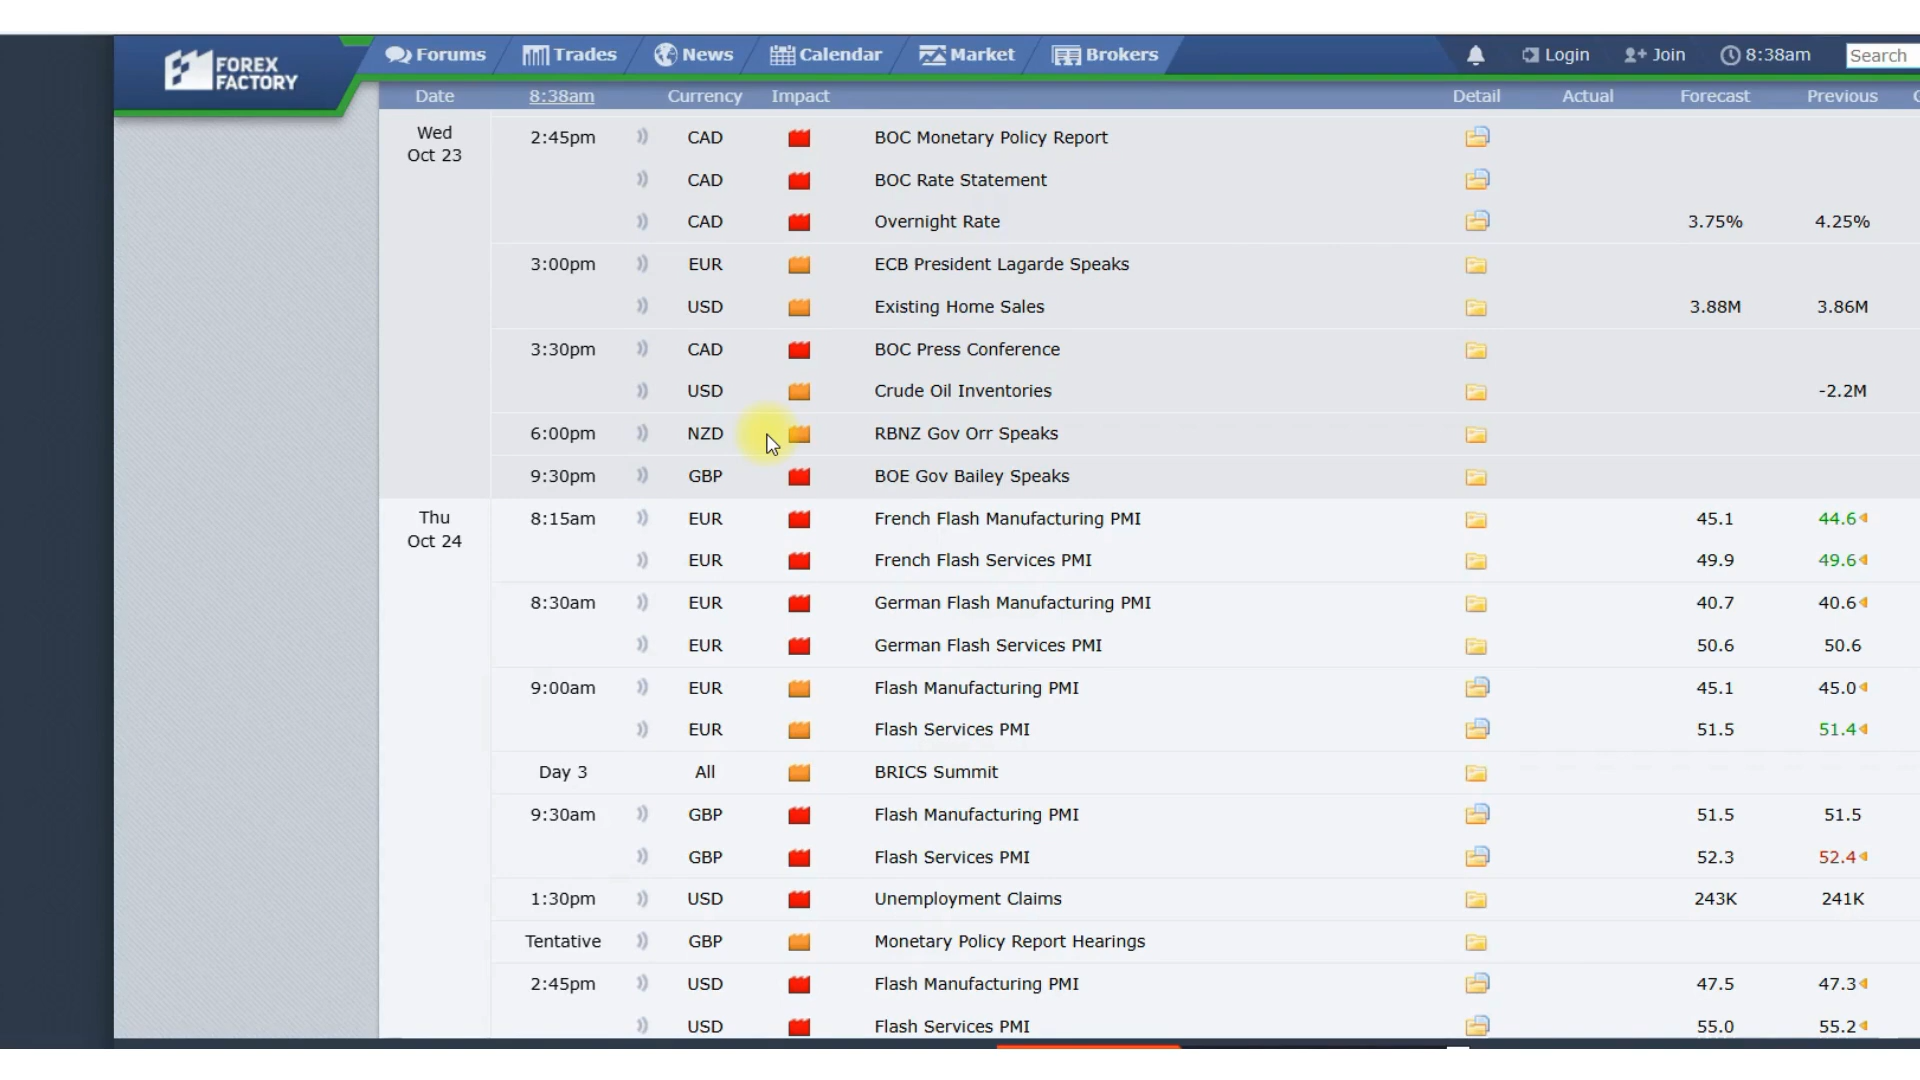 FOREX FACTORY Forums Trades News Calendar Market Brokers Login Join 8:38am Search
Date 8:38am Currency Impact Detail Actual Forecast Previous
Wed Oct 23 2:45pm CAD BOC Monetary Policy Report
CAD BOC Rate Statement
CAD Overnight Rate 3.75% 4.25%
3:00pm EUR ECB President Lagarde Speaks
USD Existing Home Sales 3.88M 3.86M
3:30pm CAD BOC Press Conference
USD Crude Oil Inventories -2.2M
6:00pm NZD RBNZ Gov Orr Speaks
9:30pm GBP BOE Gov Bailey Speaks
Thu Oct 24 8:15am EUR French Flash Manufacturing PMI 45.1 44.6
EUR French Flash Services PMI 49.9 49.6
8:30am EUR German Flash Manufacturing PMI 40.7 40.6
EUR German Flash Services PMI 50.6 50.6
9:00am EUR Flash Manufacturing PMI 45.1 45.0
EUR Flash Services PMI 51.5 51.4
Day 3 All BRICS Summit
9:30am GBP Flash Manufacturing PMI 51.5 51.5
GBP Flash Services PMI 52.3 52.4
1:30pm USD Unemployment Claims 243K 241K
Tentative GBP Monetary Policy Report Hearings
2:45pm USD Flash Manufacturing PMI 47.5 47.3
USD Flash Services PMI 55.0 55.2